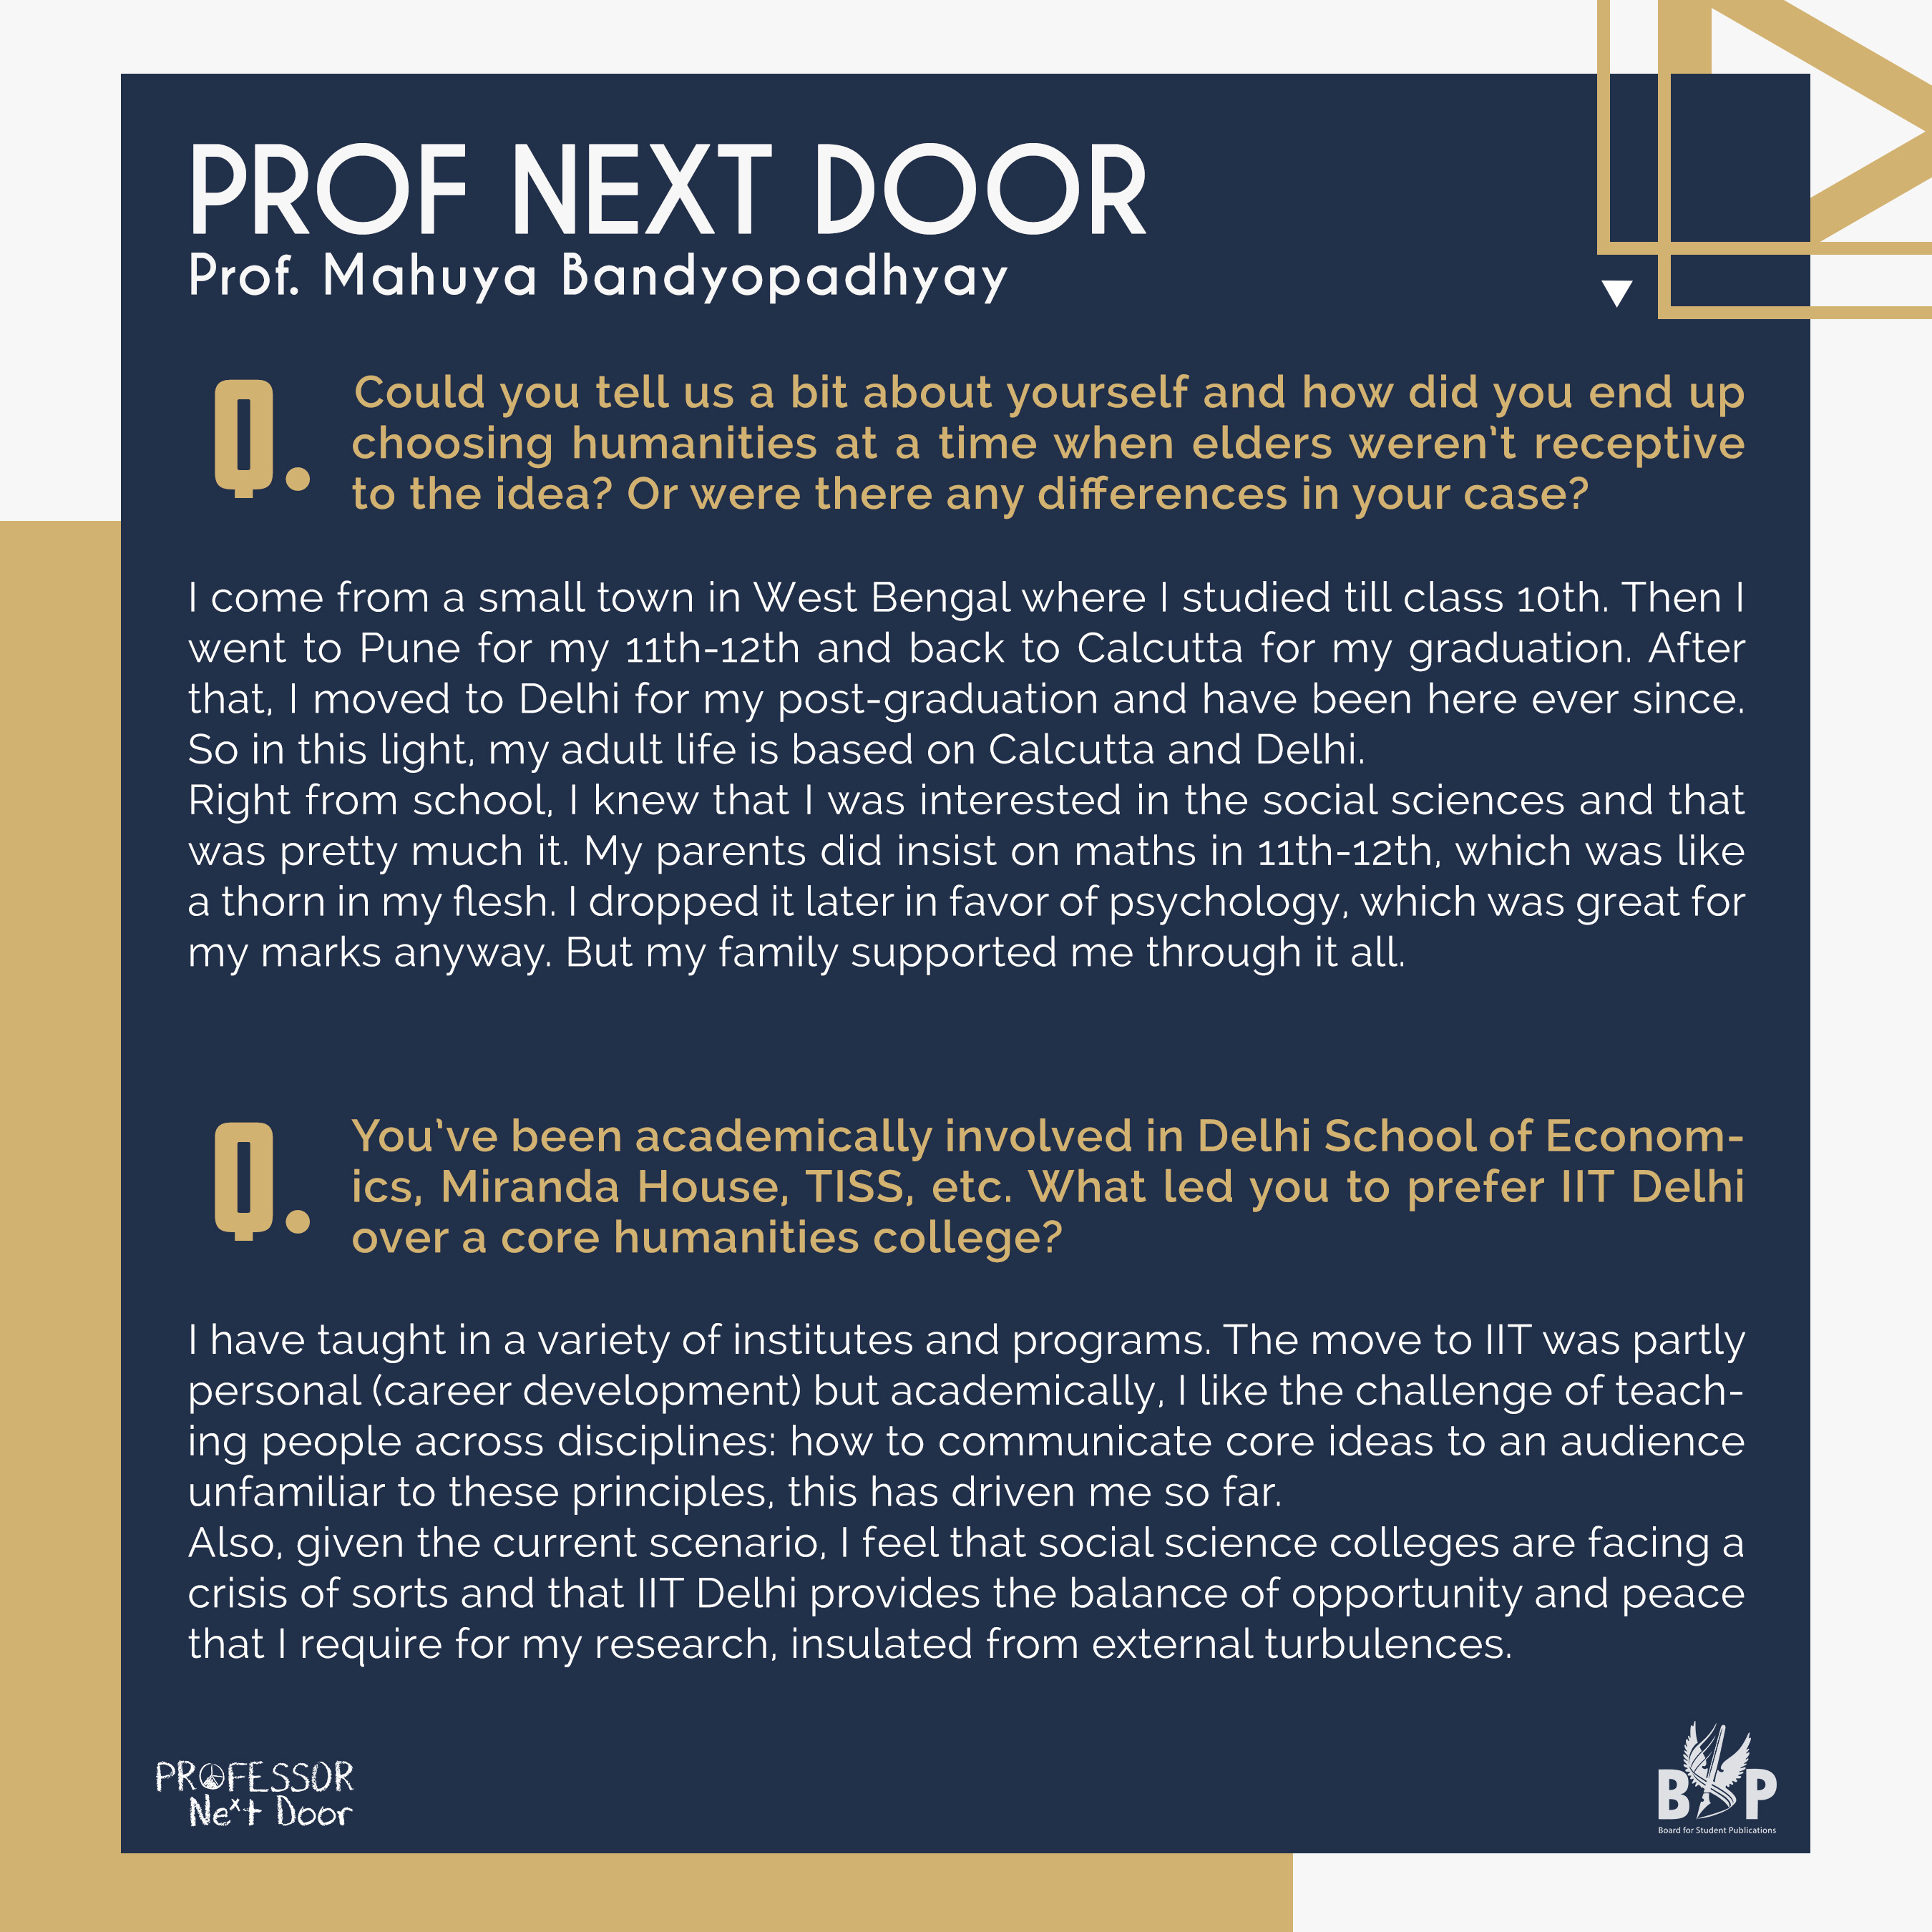 PROF NEXT DOOR
Prof. Mahuya Bandyopadhyay
Q.
Could you tell us a bit about yourself and how did you end up
choosing humanities at a time when elders weren't receptive
to the idea? Or were there any differences in your case?
I come from a small town in West Bengal where I studied till class 10th. Then I
went to Pune for my 11th-12th and back to Calcutta for my graduation. After
that, I moved to Delhi for my post-graduation and have been here ever since.
So in this light, my adult life is based on Calcutta and Delhi.
Right from school, I knew that I was interested in the social sciences and that
was pretty much it. My parents did insist on maths in 11th-12th, which was like
a thorn in my flesh. I dropped it later in favor of psychology, which was great for
my marks anyway. But my family supported me through it all.
Q.
You've been academically involved in Delhi School of Econom-
ics, Miranda House, TISS, etc. What led you to prefer IIT Delhi
over a core humanities college?
I have taught in a variety of institutes and programs. The move to IIT was partly
personal (career development) but academically, I like the challenge of teach-
ing people across disciplines: how to communicate core ideas to an audience
unfamiliar to these principles, this has driven me so far.
Also, given the current scenario, I feel that social science colleges are facing a
crisis of sorts and that IIT Delhi provides the balance of opportunity and peace
that I require for my research, insulated from external turbulences.
PROFESSOR
Next Door
BSP
Board for Student Publications